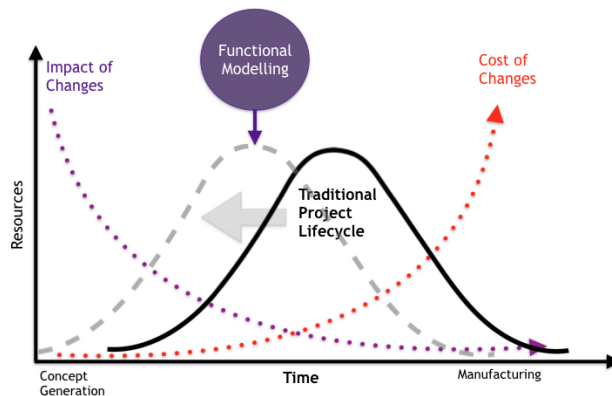 Functional
Modelling
Impact of
Changes
Cost of
Changes
Resources
Traditional
Project
Lifecycle
Concept
Generation
Time
Manufacturing